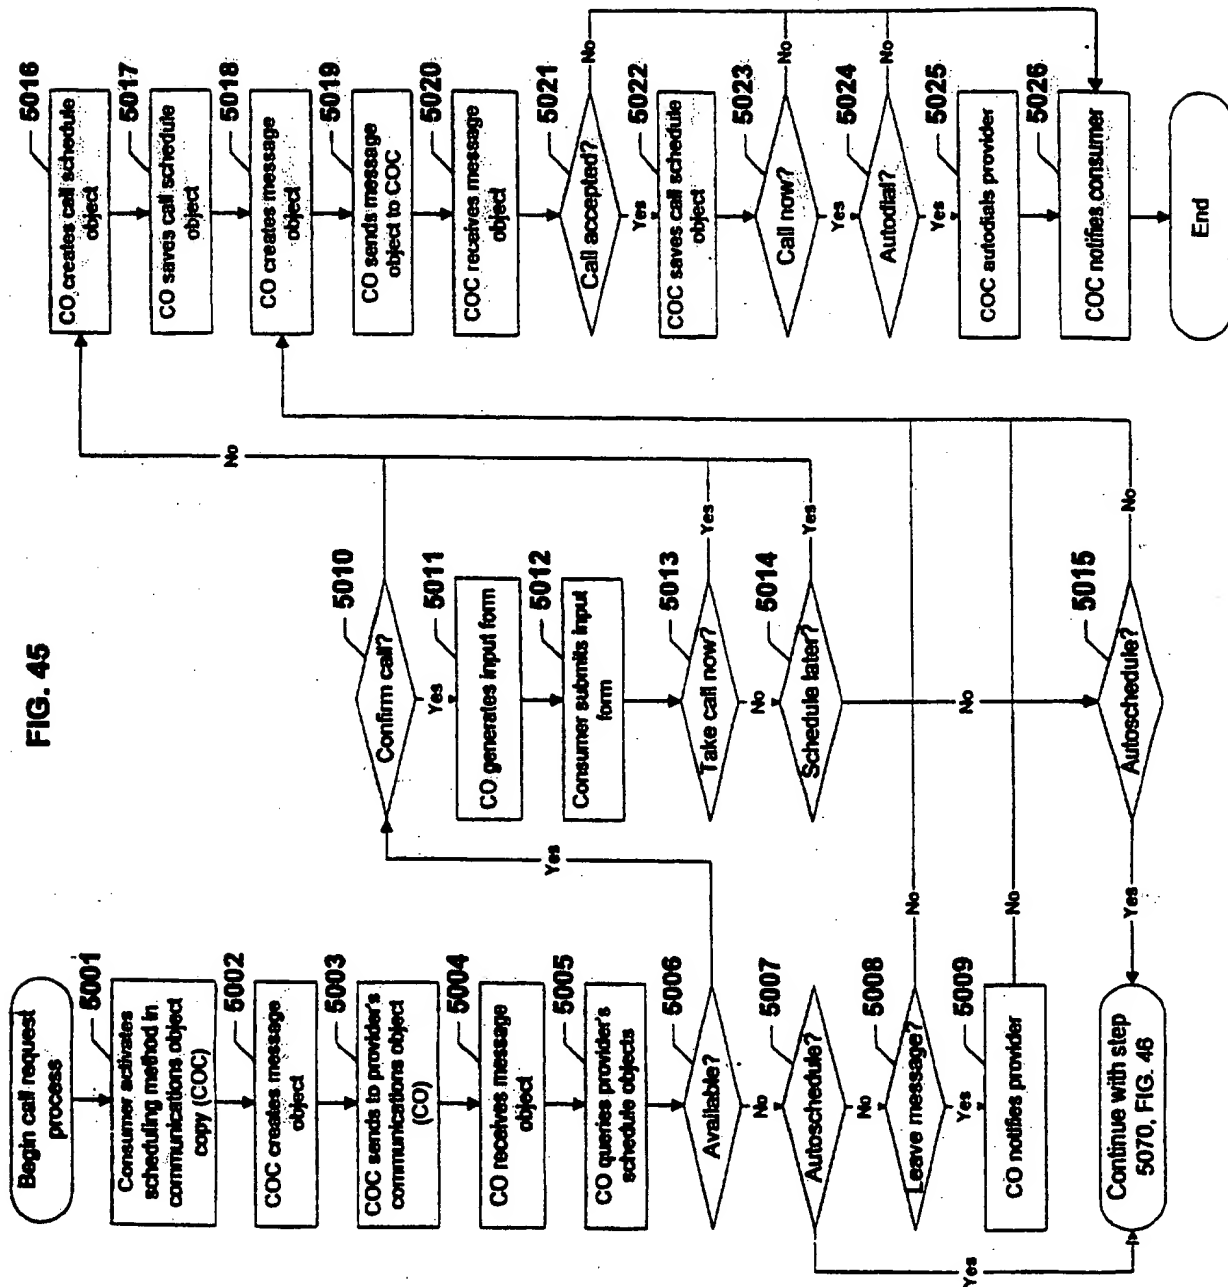 FIG. 45
Begin call request
process
5001
Consumer activates
scheduling method in
communications object
copy (COC)
5002
COC creates message
object
5003
COC sends to provider's
communications object
(CO)
5004
CO receives message
object
5005
CO queries provider's
schedule objects
5006
Available?
Yes
No
5007
Autoschedule?
Yes
No
5008
Leave message?
No
Yes
5009
CO notifies provider
No
Continue with step
5070, FIG. 46
5010
Confirm call?
No
Yes
5011
CO generates input form
5012
Consumer submits input
form
5013
Take call now?
Yes
No
5014
Schedule later?
Yes
No
5015
Autoschedule?
No
Yes
5016
CO creates call schedule
object
5017
CO saves call schedule
object
5018
CO creates message
object
5019
CO sends message
object to COC
5020
COC receives message
object
5021
Call accepted?
No
Yes
5022
COC saves call schedule
object
5023
Call now?
No
Yes
5024
Autodial?
No
Yes
5025
COC autodials provider
5026
COC notifies consumer
End